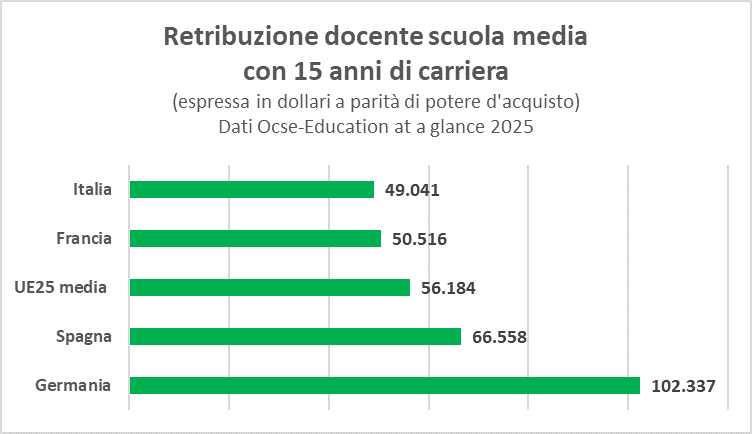 Retribuzione docente scuola media
con 15 anni di carriera
(espressa in dollari a parità di potere d'acquisto)
Dati Ocse-Education at a glance 2025
Italia 49.041
Francia 50.516
UE25 media 56.184
Spagna 66.558
Germania 102.337